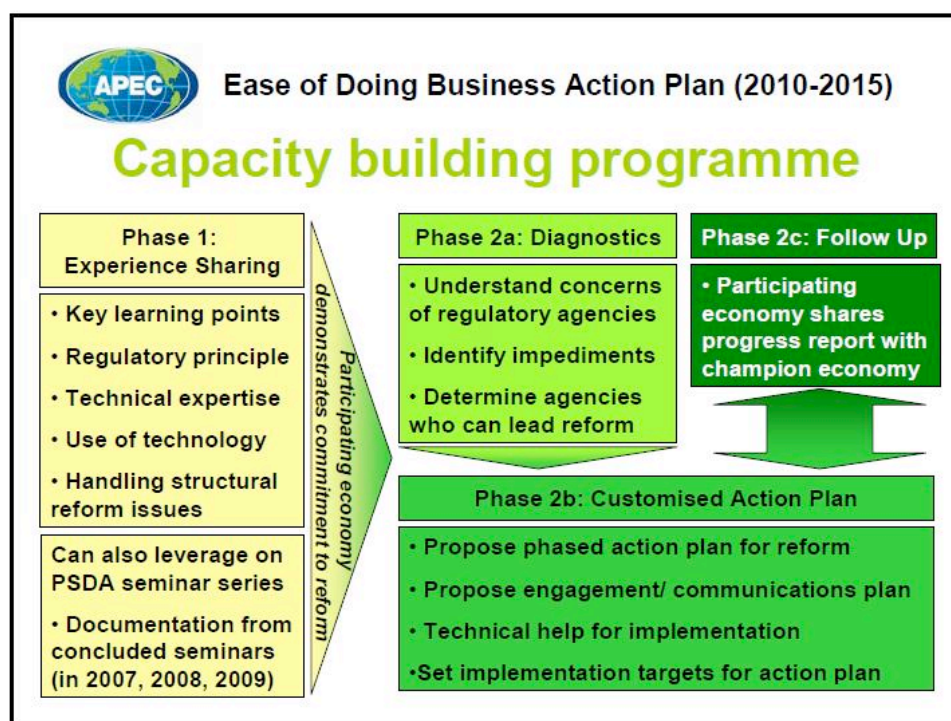 APEC
Ease of Doing Business Action Plan (2010-2015)
Capacity building programme
Phase 1:
Experience Sharing
• Key learning points
• Regulatory principle
• Technical expertise
• Use of technology
• Handling structural
reform issues
Can also leverage on
PSDA seminar series
• Documentation from
concluded seminars
(in 2007, 2008, 2009)
Participating economy
demonstrates commitment to reform
Phase 2a: Diagnostics
• Understand concerns
of regulatory agencies
• Identify impediments
• Determine agencies
who can lead reform
Phase 2c: Follow Up
• Participating
economy shares
progress report with
champion economy
Phase 2b: Customised Action Plan
• Propose phased action plan for reform
• Propose engagement/ communications plan
• Technical help for implementation
•Set implementation targets for action plan